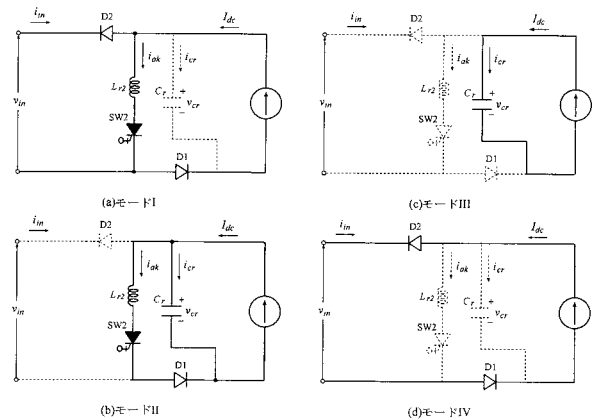 i_in
D2
I_dc
i_ak
i_cr
L_r2
C_r
+
v_cr
−
SW2
v_in
D1
(a)モードI
D2
I_dc
i_ak
i_cr
L_r2
C_r
+
v_cr
−
SW2
v_in
D1
(c)モードIII
i_in
D2
I_dc
i_ak
i_cr
L_r2
C_r
+
v_cr
−
SW2
v_in
D1
(b)モードII
i_in
D2
I_dc
i_ak
i_cr
L_r2
C_r
+
v_cr
−
SW2
v_in
D1
(d)モードIV